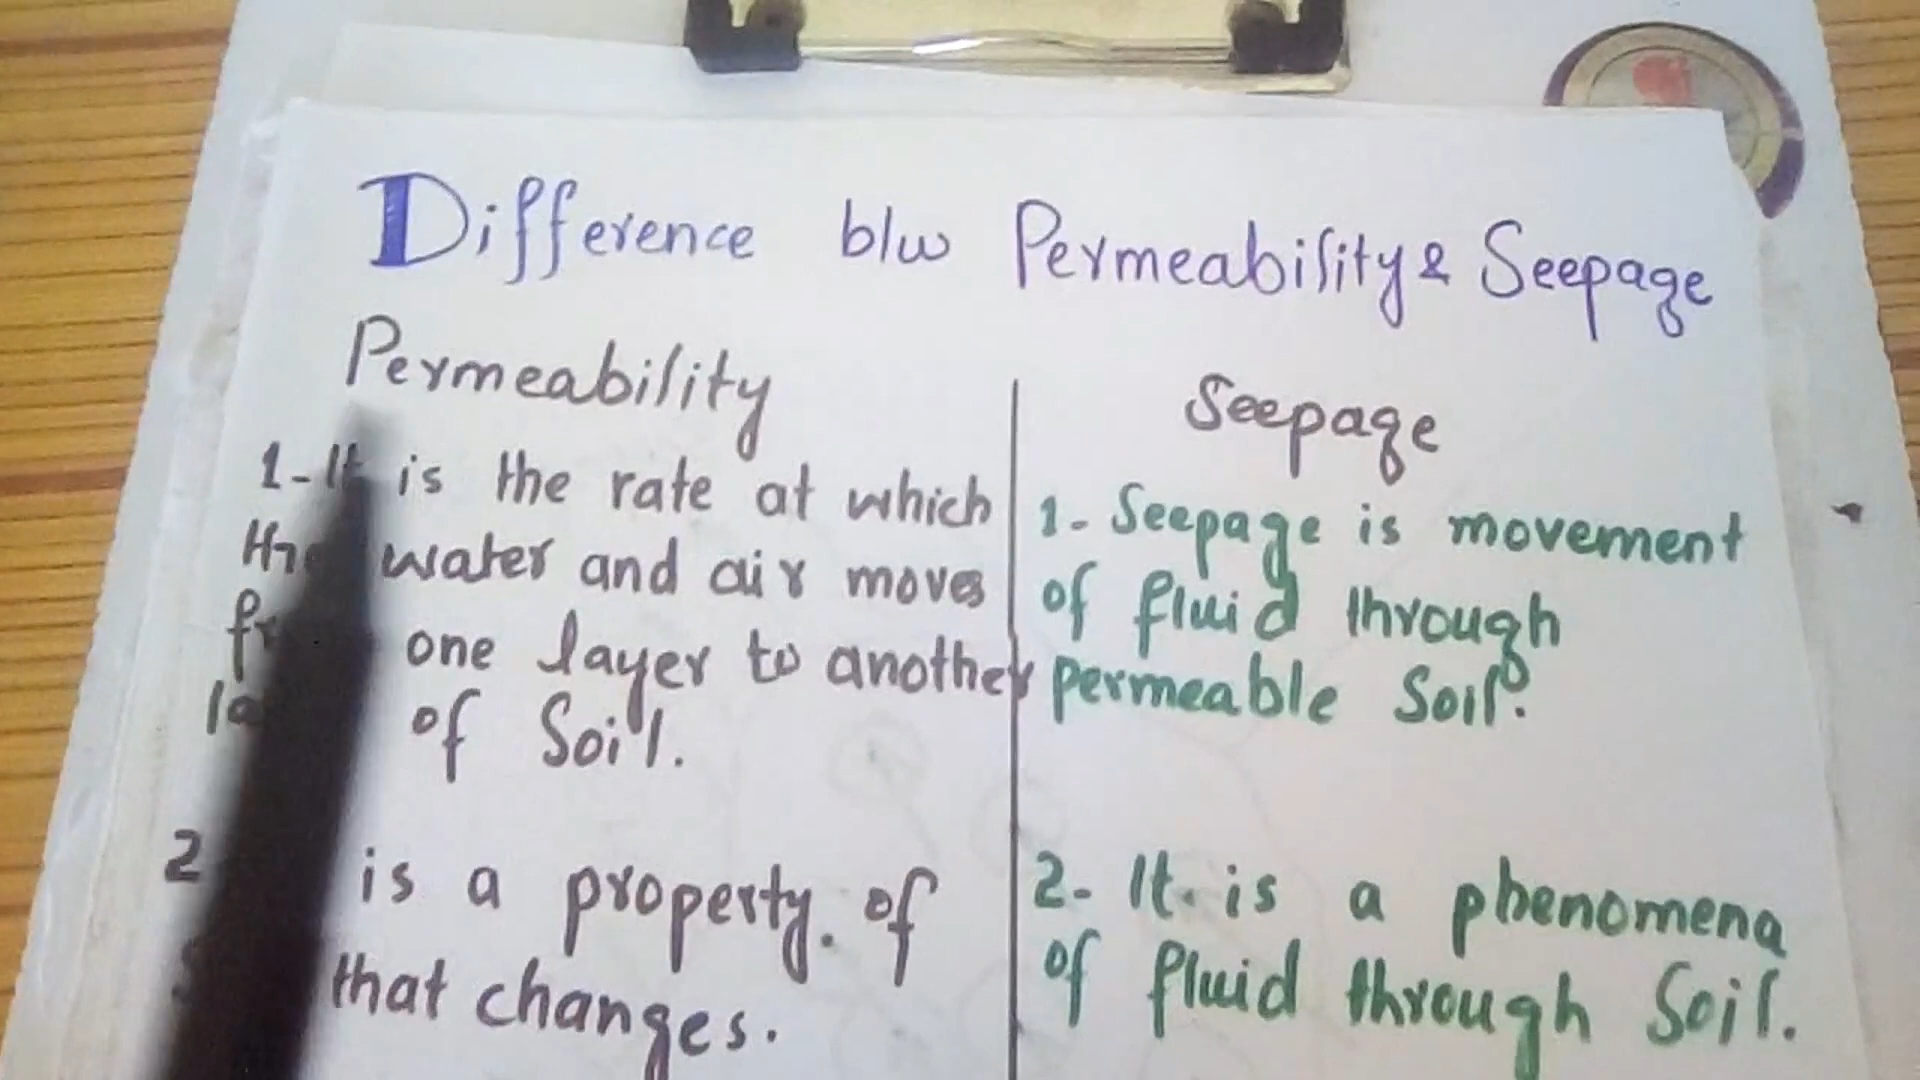 Difference b/w Permeability & Seepage
Permeability
1- It is the rate at which
water and air moves
one layer to another
of Soil.
2 is a property. of
that changes.
Seepage
1- Seepage is movement
of fluid through
permeable Soil.
2- It. is a phenomena
of fluid through Soil.